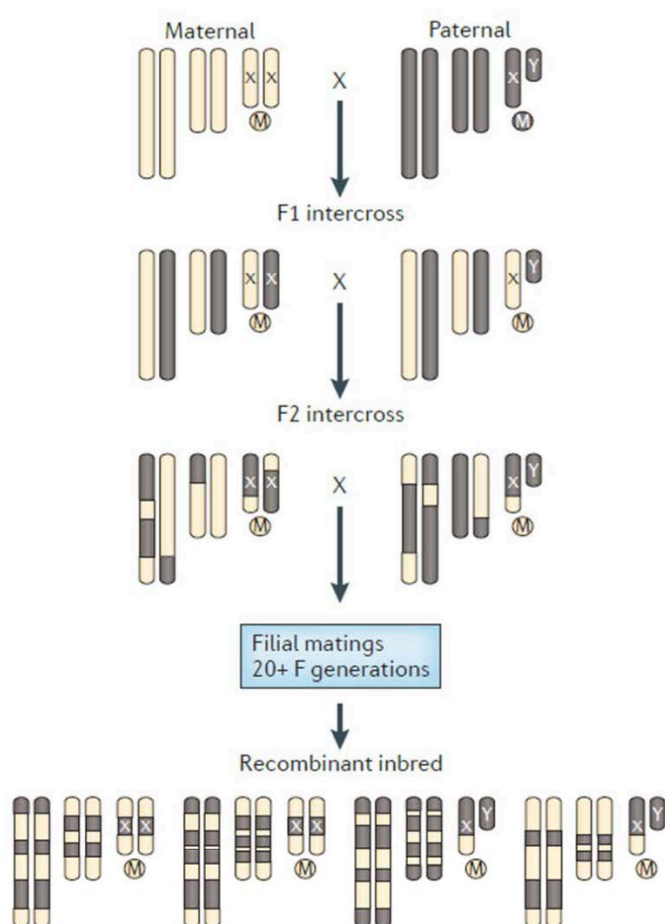 Maternal Paternal
X X X X Y
M M
F1 intercross
X X X X Y
M M
F2 intercross
X X X X Y
M M
Filial matings
20+ F generations
Recombinant inbred
X X X X X Y X Y
M M M M